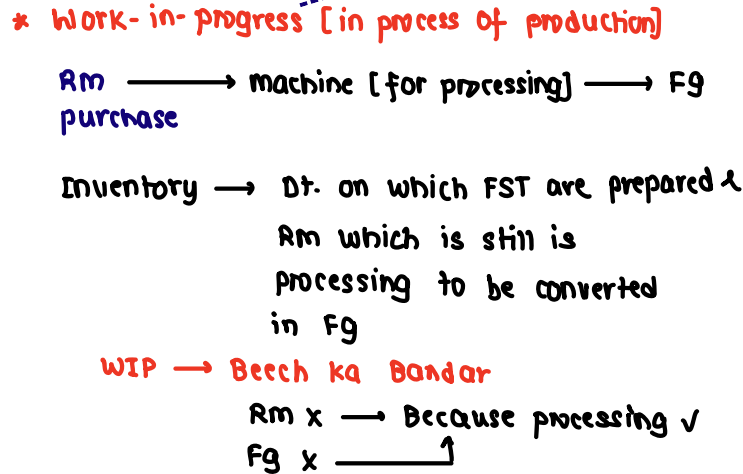 * Work-in-progress [in process of production]
Rm → machine [for processing] → Fg
purchase
Inventory → Dt. on which FST are prepared &
Rm which is still is
processing to be converted
in Fg
WIP → Beech ka Bandar
Rm x → Because processing ✓
Fg x